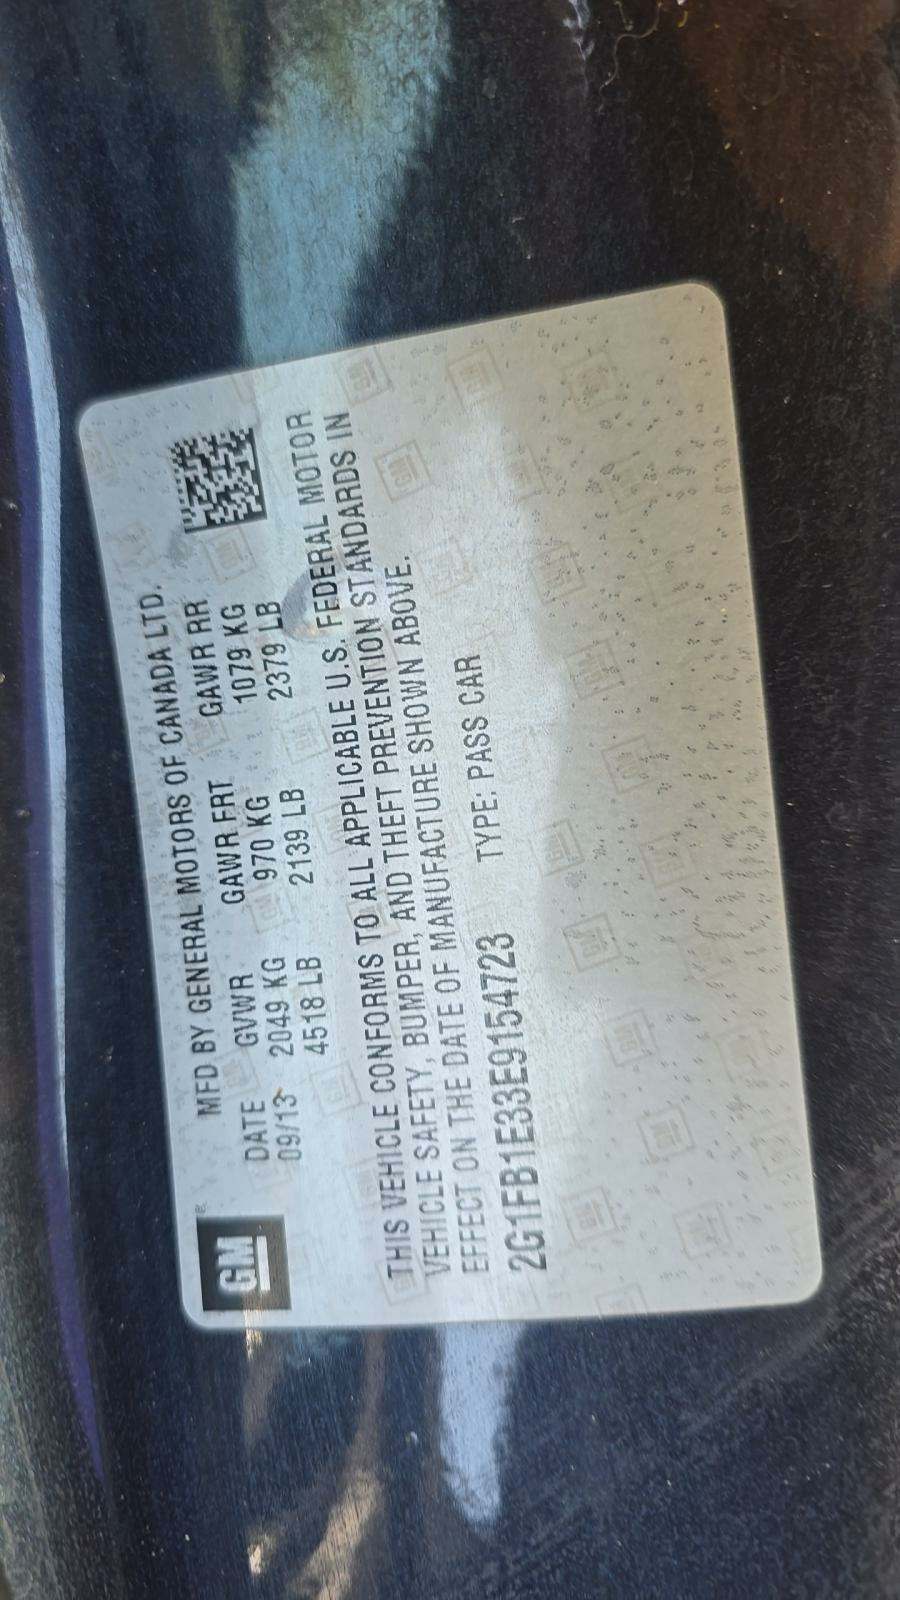 GM ®
MFD BY GENERAL MOTORS OF CANADA LTD.
DATE GVWR GAWR FRT GAWR RR
09/13 2049 KG 970 KG 1079 KG
4518 LB 2139 LB 2379 LB
THIS VEHICLE CONFORMS TO ALL APPLICABLE U.S. FEDERAL MOTOR
VEHICLE SAFETY, BUMPER, AND THEFT PREVENTION STANDARDS IN
EFFECT ON THE DATE OF MANUFACTURE SHOWN ABOVE.
2G1FB1E33E9154723 TYPE: PASS CAR